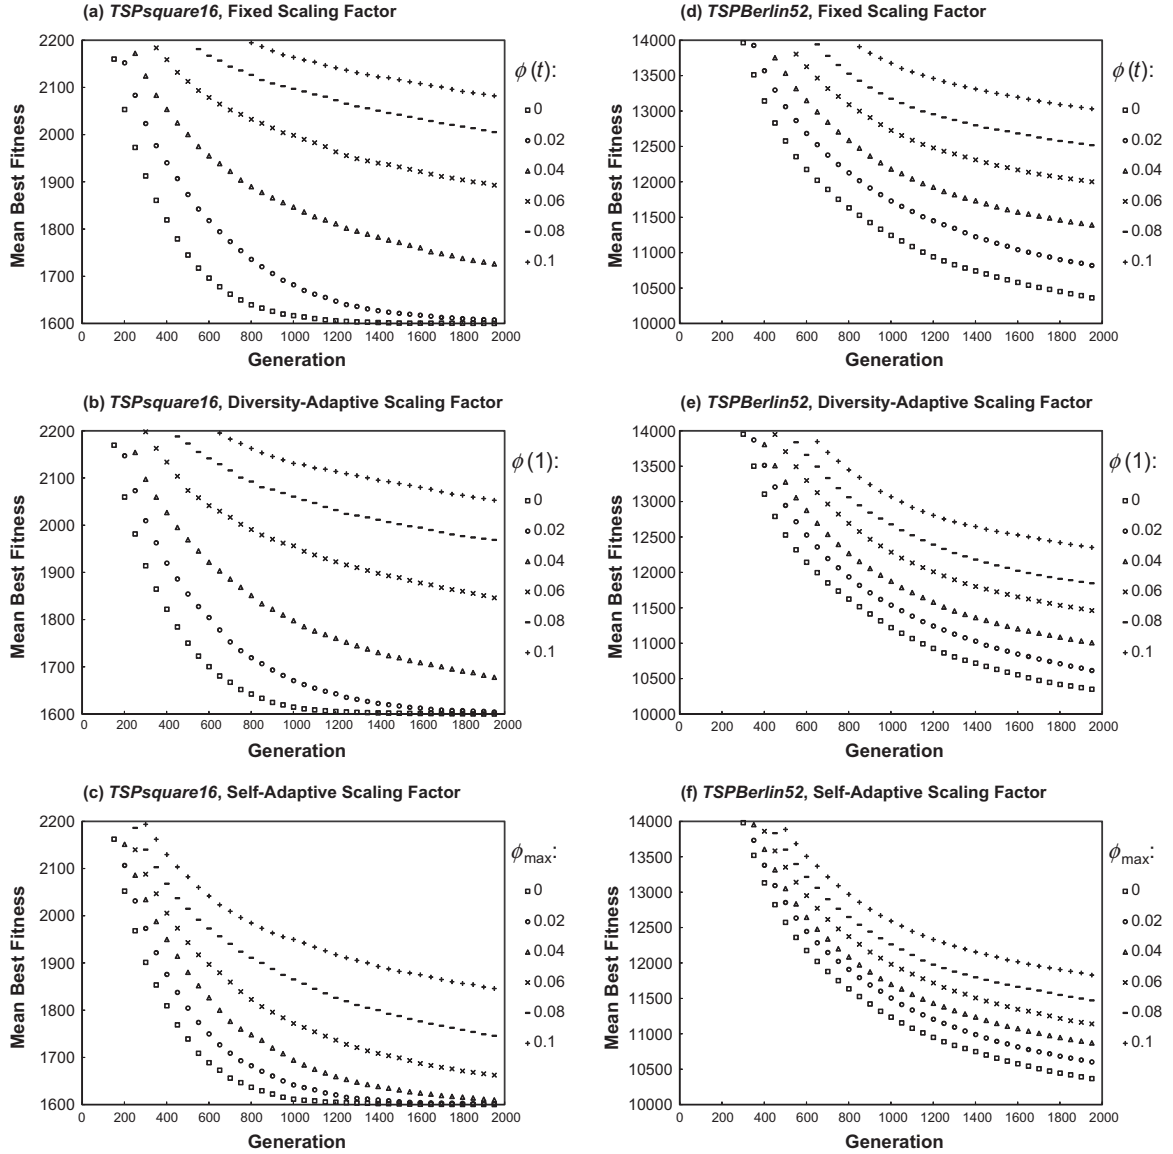 (a) TSPsquare16, Fixed Scaling Factor
2200
2100
2000
1900
1800
1700
1600
Mean Best Fitness
0 200 400 600 800 1000 1200 1400 1600 1800 2000
Generation
ϕ(t):
0
0.02
0.04
0.06
0.08
0.1
(d) TSPBerlin52, Fixed Scaling Factor
14000
13500
13000
12500
12000
11500
11000
10500
10000
Mean Best Fitness
0 200 400 600 800 1000 1200 1400 1600 1800 2000
Generation
ϕ(t):
0
0.02
0.04
0.06
0.08
0.1
(b) TSPsquare16, Diversity-Adaptive Scaling Factor
2200
2100
2000
1900
1800
1700
1600
Mean Best Fitness
0 200 400 600 800 1000 1200 1400 1600 1800 2000
Generation
ϕ(1):
0
0.02
0.04
0.06
0.08
0.1
(e) TSPBerlin52, Diversity-Adaptive Scaling Factor
14000
13500
13000
12500
12000
11500
11000
10500
10000
Mean Best Fitness
0 200 400 600 800 1000 1200 1400 1600 1800 2000
Generation
ϕ(1):
0
0.02
0.04
0.06
0.08
0.1
(c) TSPsquare16, Self-Adaptive Scaling Factor
2200
2100
2000
1900
1800
1700
1600
Mean Best Fitness
0 200 400 600 800 1000 1200 1400 1600 1800 2000
Generation
ϕmax:
0
0.02
0.04
0.06
0.08
0.1
(f) TSPBerlin52, Self-Adaptive Scaling Factor
14000
13500
13000
12500
12000
11500
11000
10500
10000
Mean Best Fitness
0 200 400 600 800 1000 1200 1400 1600 1800 2000
Generation
ϕmax:
0
0.02
0.04
0.06
0.08
0.1